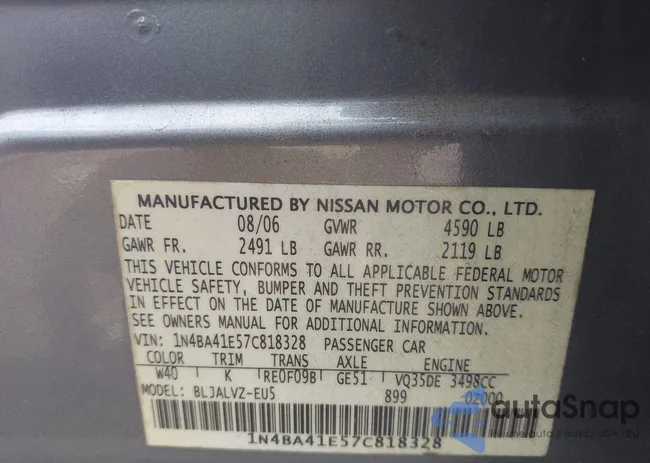 MANUFACTURED BY NISSAN MOTOR CO., LTD.
DATE 08/06 GVWR 4590 LB
GAWR FR. 2491 LB GAWR RR. 2119 LB
THIS VEHICLE CONFORMS TO ALL APPLICABLE FEDERAL MOTOR
VEHICLE SAFETY, BUMPER AND THEFT PREVENTION STANDARDS
IN EFFECT ON THE DATE OF MANUFACTURE SHOWN ABOVE.
SEE OWNERS MANUAL FOR ADDITIONAL INFORMATION.
VIN: 1N4BA41E57C818328 PASSENGER CAR
COLOR TRIM TRANS AXLE ENGINE
W40 K RE0F09B GE51 VQ35DE 3498CC
MODEL: BLJALVZ-EU5 899 0Z000
1N4BA41E57C818328
autoSnap